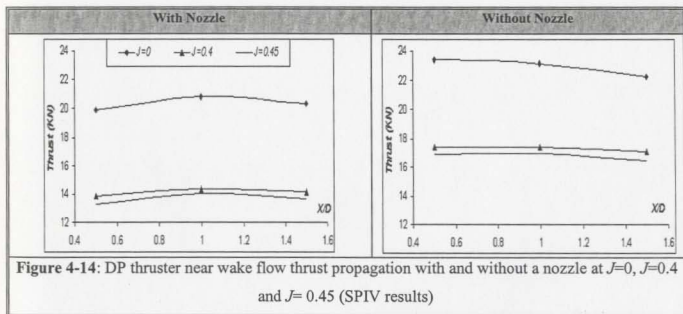 With Nozzle
Without Nozzle
24
22
20
18
16
14
12
Thrust (KN)
J=0 J=0.4 J=0.45
X/D
0.4 0.6 0.8 1 1.2 1.4 1.6
24
22
20
18
16
14
12
Thrust (KN)
X/D
0.4 0.6 0.8 1 1.2 1.4 1.6
Figure 4-14: DP thruster near wake flow thrust propagation with and without a nozzle at J=0, J=0.4
and J= 0.45 (SPIV results)